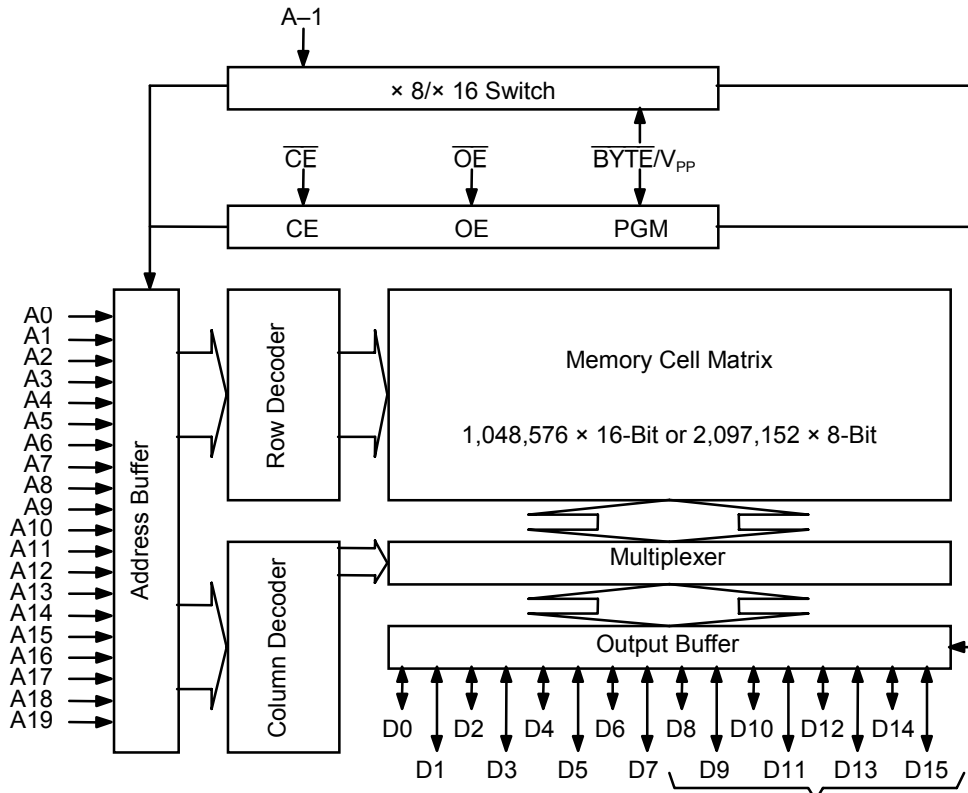 A–1
× 8/× 16 Switch
CE OE BYTE/VPP
CE OE PGM
A0
A1
A2
A3
A4
A5
A6
A7
A8
A9
A10
A11
A12
A13
A14
A15
A16
A17
A18
A19
Address Buffer
Row Decoder
Column Decoder
Memory Cell Matrix
1,048,576 × 16-Bit or 2,097,152 × 8-Bit
Multiplexer
Output Buffer
D0 D2 D4 D6 D8 D10 D12 D14
D1 D3 D5 D7 D9 D11 D13 D15